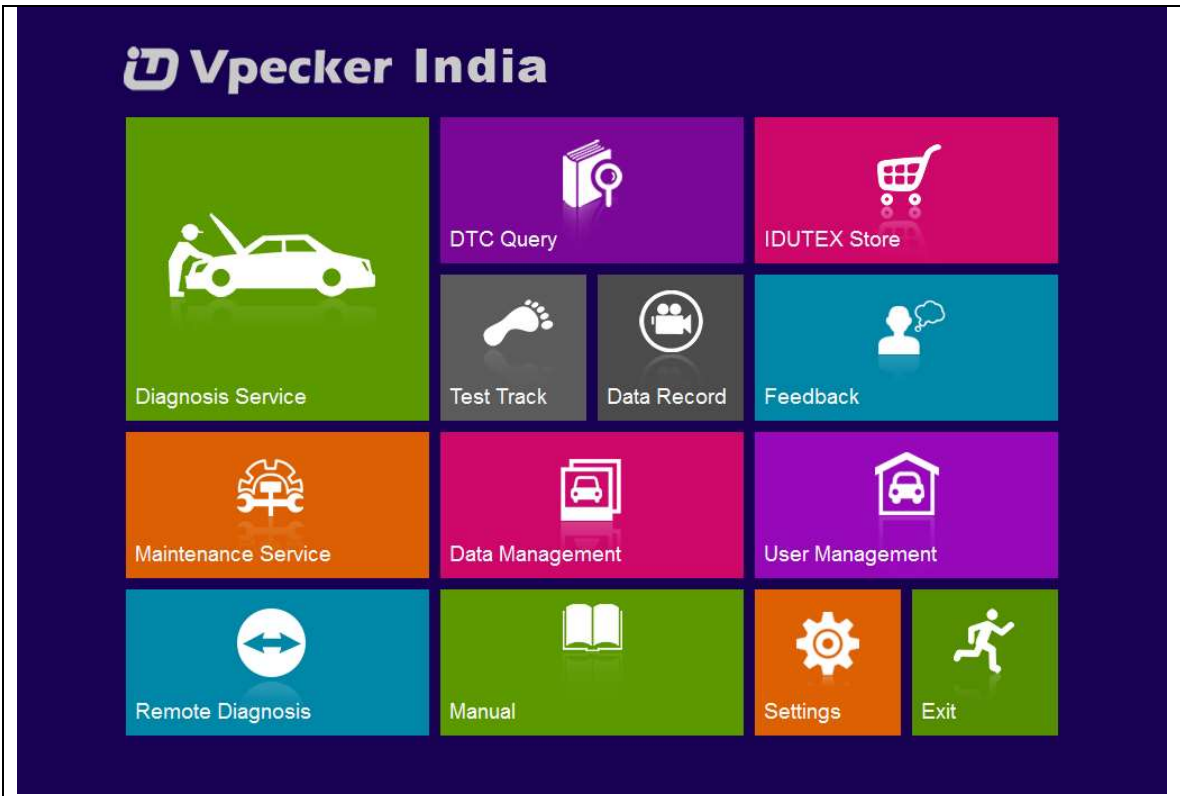 Vpecker India
DTC Query
IDUTEX Store
Diagnosis Service
Test Track
Data Record
Feedback
Maintenance Service
Data Management
User Management
Remote Diagnosis
Manual
Settings
Exit